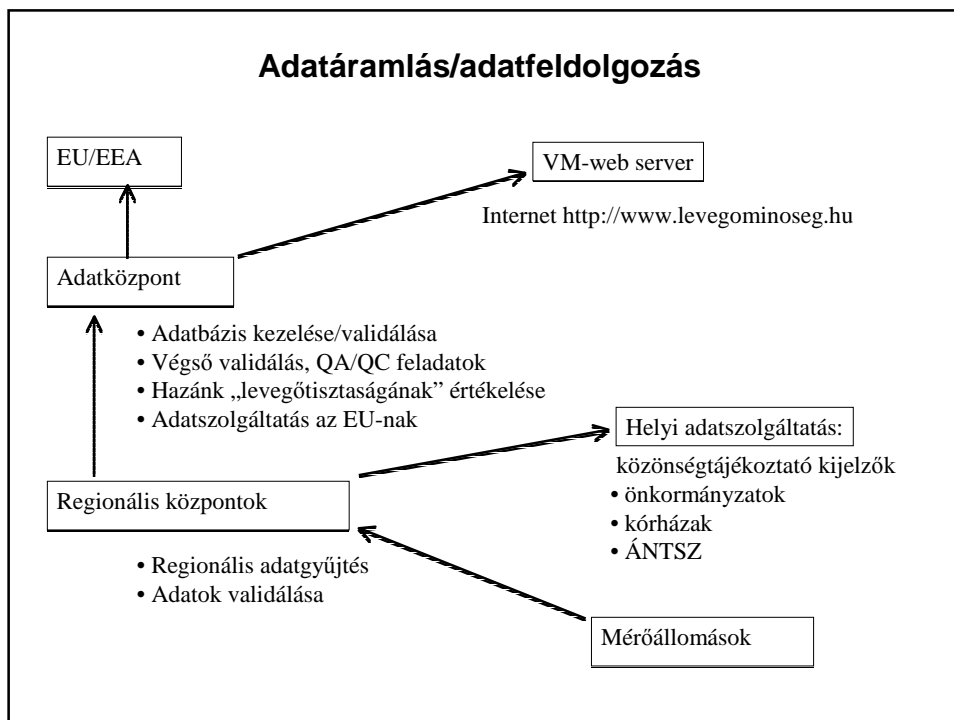 Adatáramlás/adatfeldolgozás
EU/EEA
VM-web server
Internet http://www.levegominoseg.hu
Adatközpont
• Adatbázis kezelése/validálása
• Végső validálás, QA/QC feladatok
• Hazánk „levegőtisztaságának” értékelése
• Adatszolgáltatás az EU-nak
Helyi adatszolgáltatás:
közönségtájékoztató kijelzők
• önkormányzatok
• kórházak
• ÁNTSZ
Regionális központok
• Regionális adatgyűjtés
• Adatok validálása
Mérőállomások